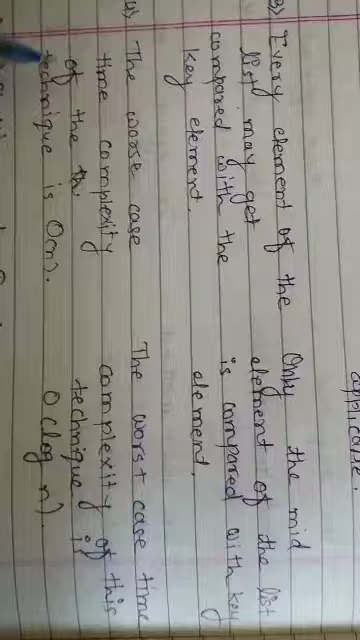 applicable.
3) Every element of the
list may get
compared with the
key element.
Only the mid
element of the list
is compared with key
element.
4) The worse case
time complexity
of the th
technique is O(n).
The worst case time
complexity of this
technique is
O(log n).